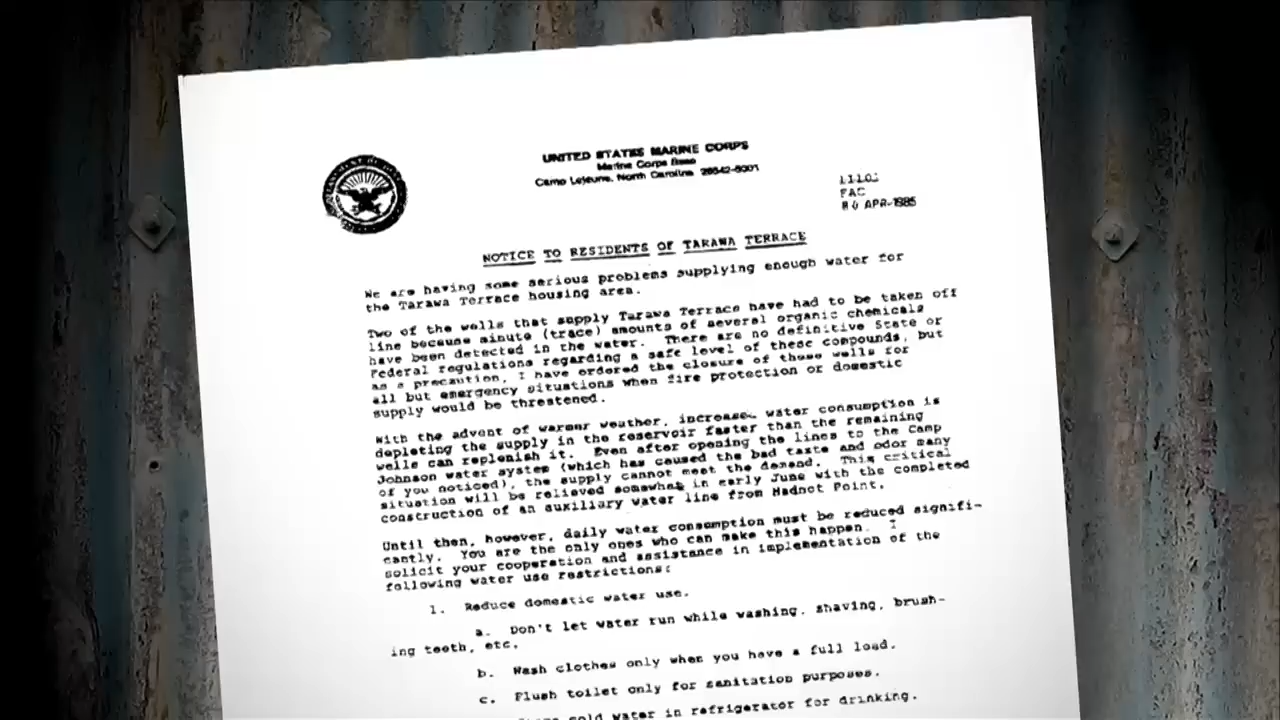 UNITED STATES MARINE CORPS
Marine Corps Base
Camp Lejeune, North Carolina 28542-5001
FAC
APR 1985
NOTICE TO RESIDENTS OF TARAWA TERRACE
We are having some serious problems supplying enough water for
the Tarawa Terrace housing area.
Two of the wells that supply Tarawa Terrace have had to be taken off
line because minute (trace) amounts of several organic chemicals
have been detected in the water. There are no definitive State or
Federal regulations regarding a safe level of these compounds, but
as a precaution, I have ordered the closure of these wells for
all but emergency situations when fire protection or domestic
supply would be threatened.
With the advent of warmer weather, increased water consumption is
depleting the supply in the reservoir faster than the remaining
wells can replenish it. Even after opening the lines to the Camp
Johnson water system (which has caused the bad taste and odor many
of you noticed), the supply cannot meet the demand. This critical
situation will be relieved somewhat in early June with the completed
construction of an auxiliary water line from Hadnot Point.
Until then, however, daily water consumption must be reduced signifi-
cantly. You are the only ones who can make this happen. I
solicit your cooperation and assistance in implementation of the
following water use restrictions:
1. Reduce domestic water use.
a. Don't let water run while washing, shaving, brush-
ing teeth, etc.
b. Wash clothes only when you have a full load.
c. Flush toilet only for sanitation purposes.
cold water in refrigerator for drinking.